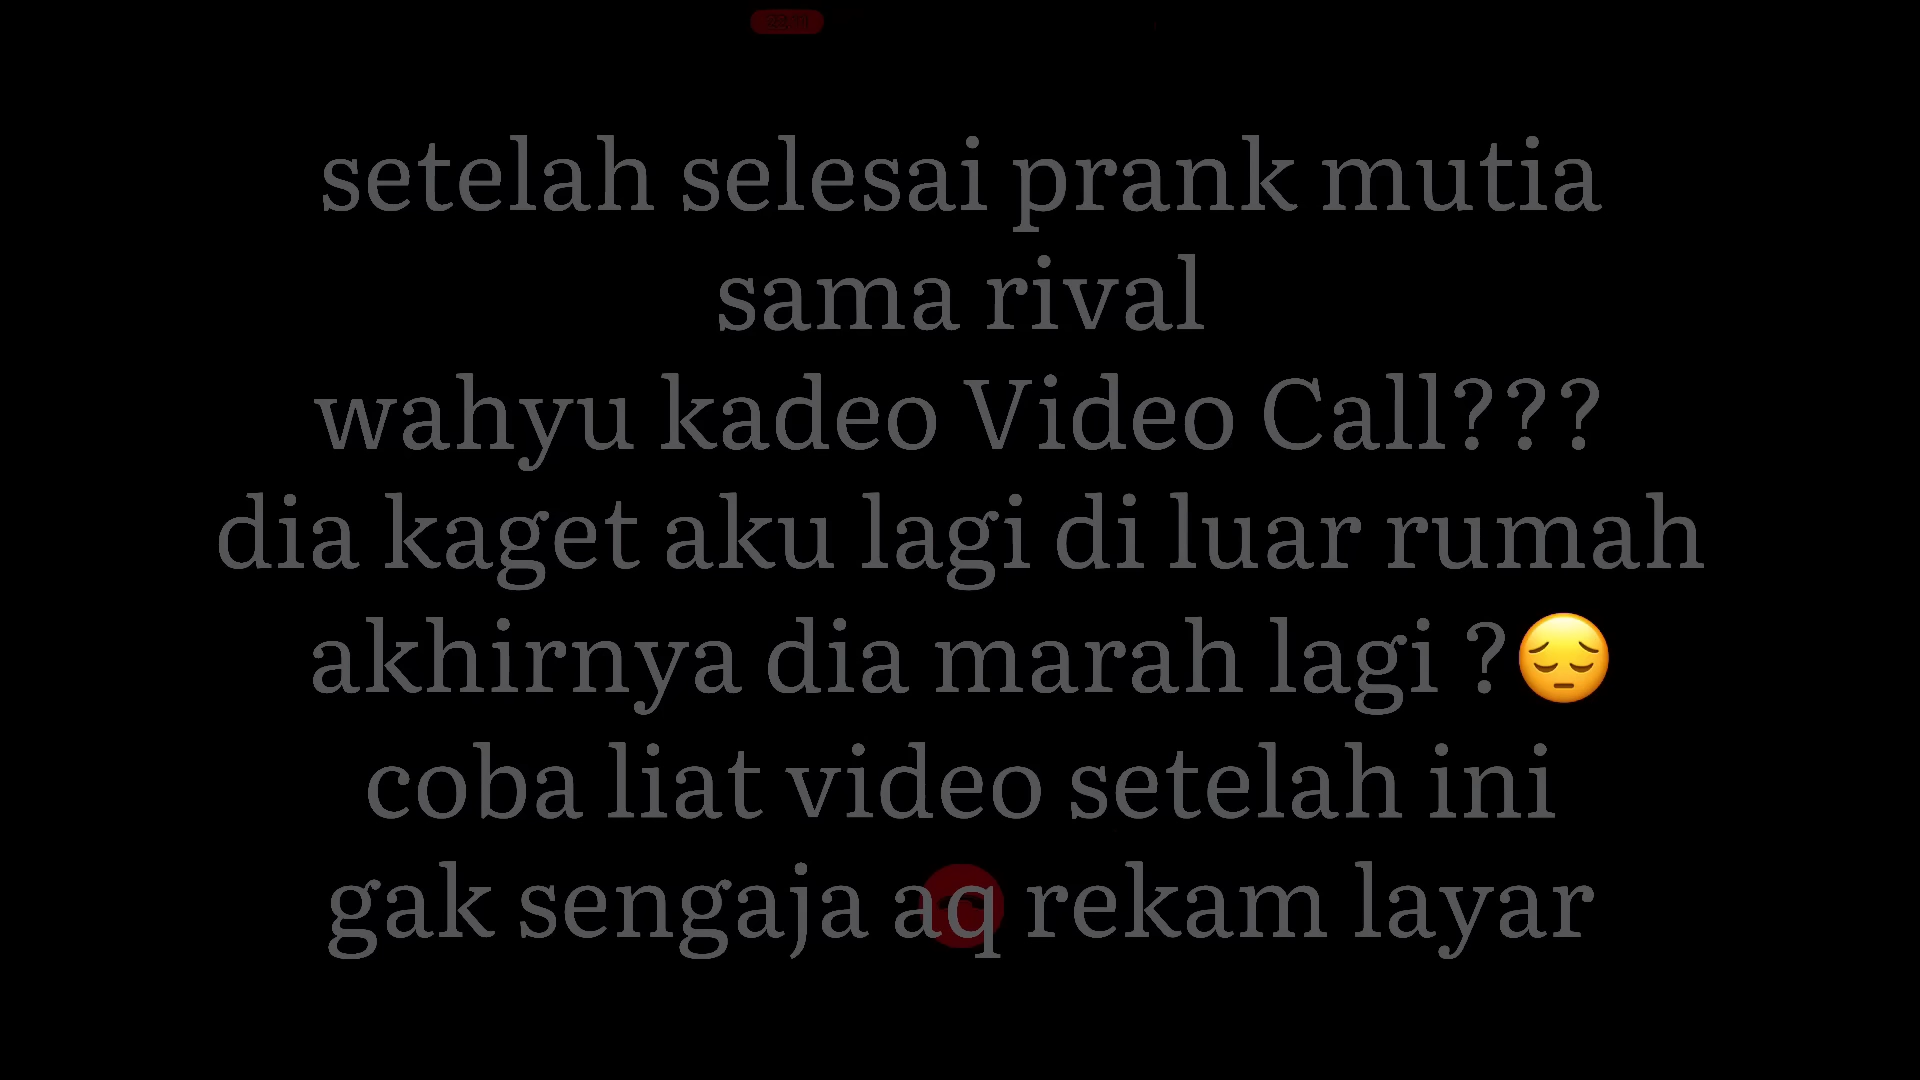 setelah selesai prank mutia
sama rival
wahyu kadeo Video Call???
dia kaget aku lagi di luar rumah
akhirnya dia marah lagi ?😔
coba liat video setelah ini
gak sengaja aq rekam layar